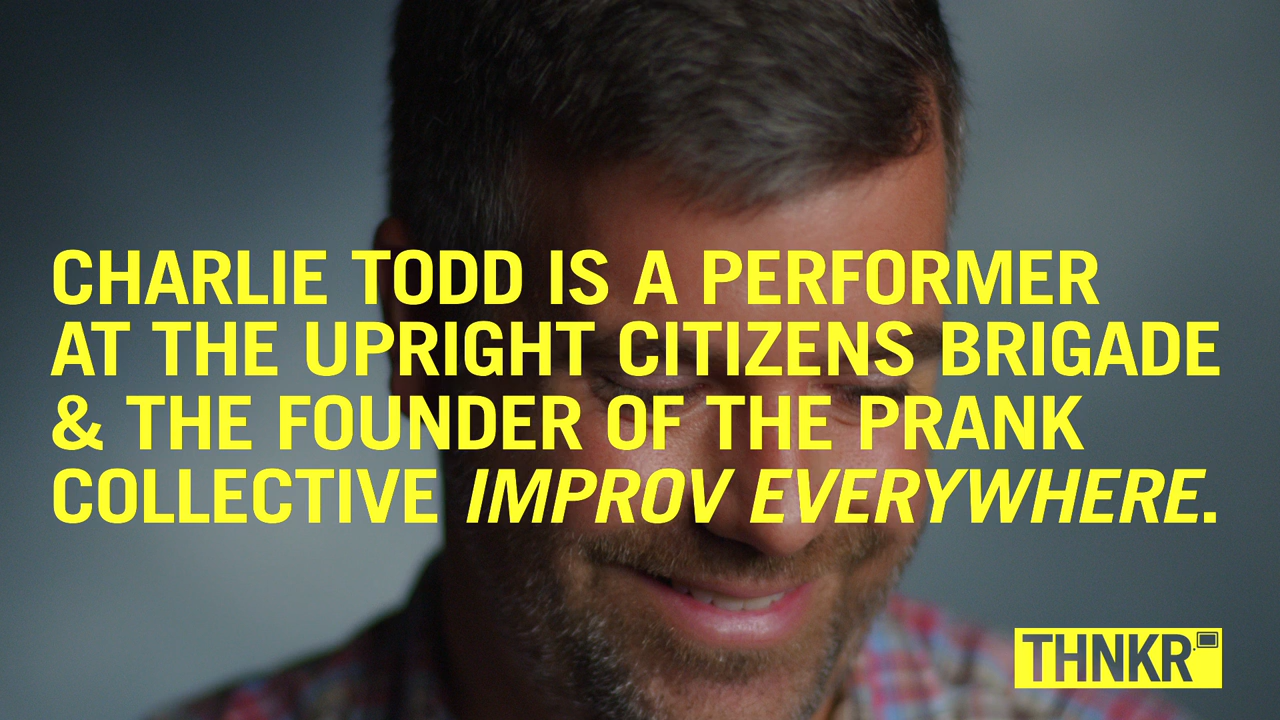 CHARLIE TODD IS A PERFORMER
AT THE UPRIGHT CITIZENS BRIGADE
& THE FOUNDER OF THE PRANK
COLLECTIVE IMPROV EVERYWHERE.
THNKR